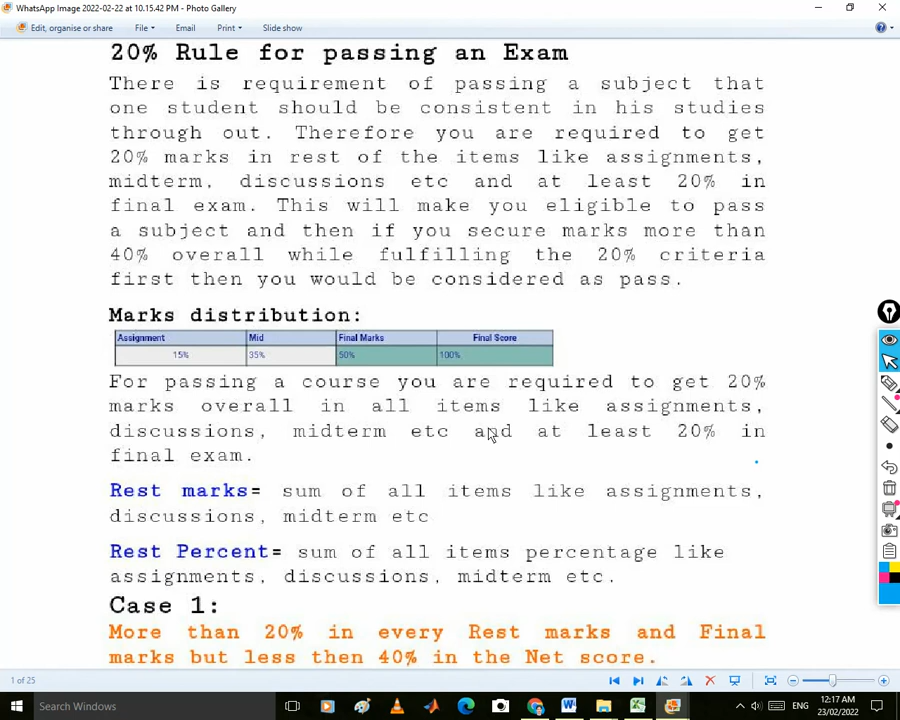 WhatsApp Image 2022-02-22 at 10.15.42 PM - Photo Gallery
Edit, organise or share File Email Print Slide show
20% Rule for passing an Exam
There is requirement of passing a subject that
one student should be consistent in his studies
through out. Therefore you are required to get
20% marks in rest of the items like assignments,
midterm, discussions etc and at least 20% in
final exam. This will make you eligible to pass
a subject and then if you secure marks more than
40% overall while fulfilling the 20% criteria
first then you would be considered as pass.
Marks distribution:
Assignment Mid Final Marks Final Score
15% 35% 50% 100%
For passing a course you are required to get 20%
marks overall in all items like assignments,
discussions, midterm etc and at least 20% in
final exam.
Rest marks= sum of all items like assignments,
discussions, midterm etc
Rest Percent= sum of all items percentage like
assignments, discussions, midterm etc.
Case 1:
More than 20% in every Rest marks and Final
marks but less then 40% in the Net score.
1 of 25
Search Windows
ENG
12:17 AM
23/02/2022